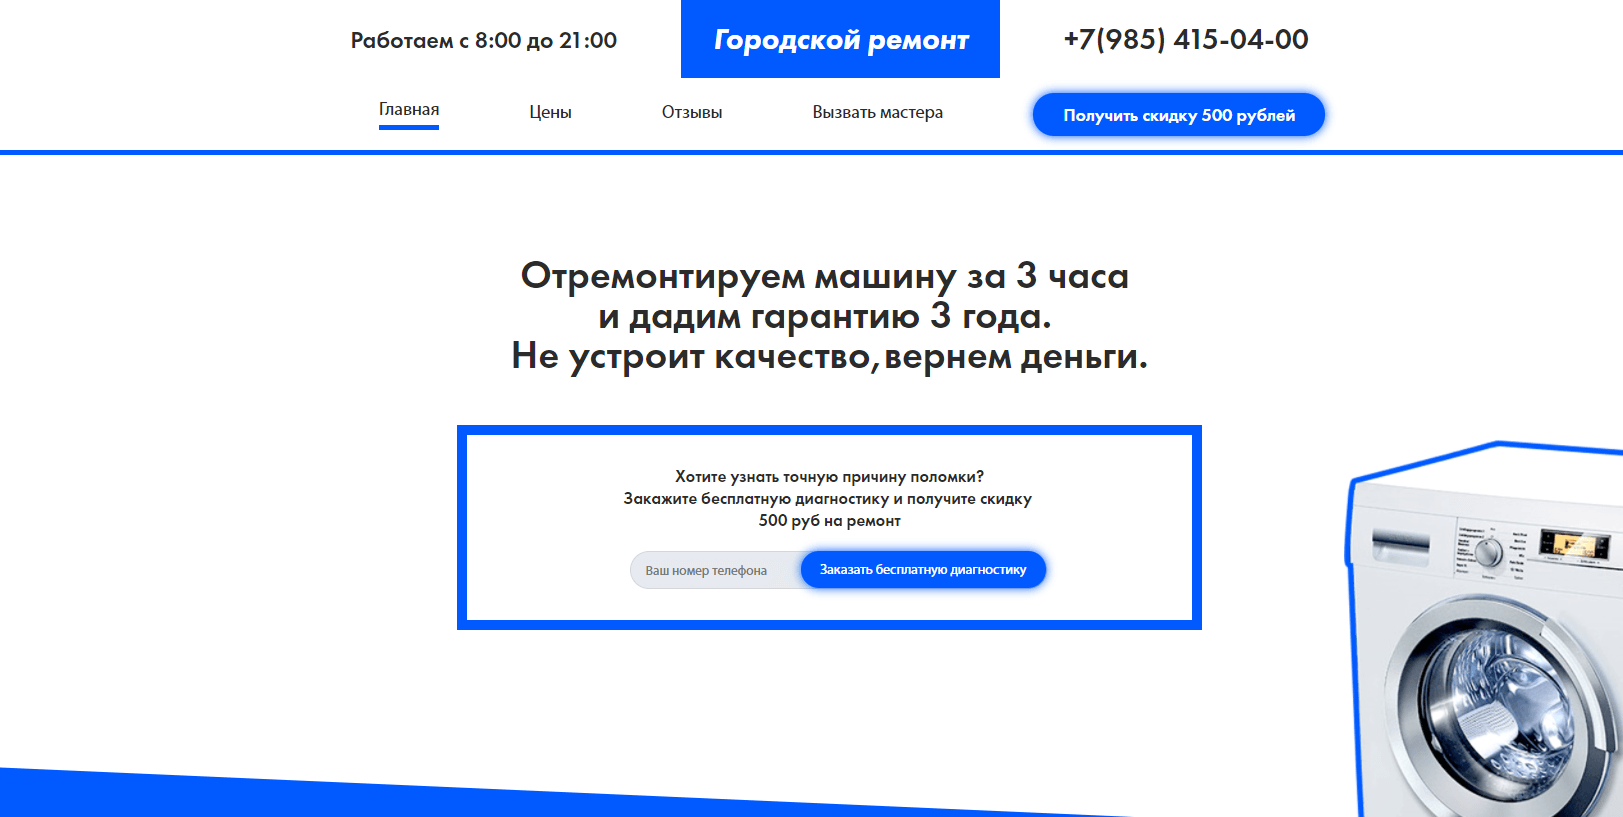 Работаем с 8:00 до 21:00
Городской ремонт
+7(985) 415-04-00
Главная
Цены
Отзывы
Вызвать мастера
Получить скидку 500 рублей
Отремонтируем машину за 3 часа
и дадим гарантию 3 года.
Не устроит качество,вернем деньги.
Хотите узнать точную причину поломки?
Закажите бесплатную диагностику и получите скидку
500 руб на ремонт
Ваш номер телефона
Заказать бесплатную диагностику